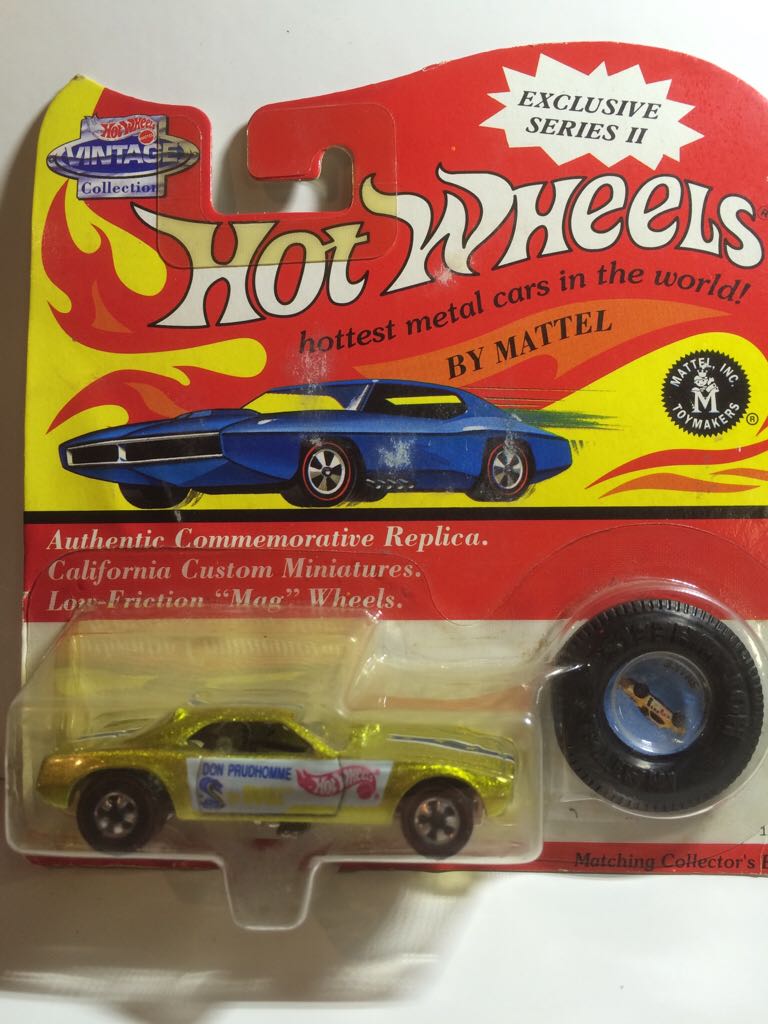 EXCLUSIVE
SERIES II
Hot Wheels
VINTAGE
Collection
Hot Wheels®
hottest metal cars in the world!
BY MATTEL
MATTEL, INC.
M
TOYMAKERS
®
Authentic Commemorative Replica.
California Custom Miniatures.
Low-Friction "Mag" Wheels.
DON PRUDHOMME
Hot Wheels
Matching Collector's